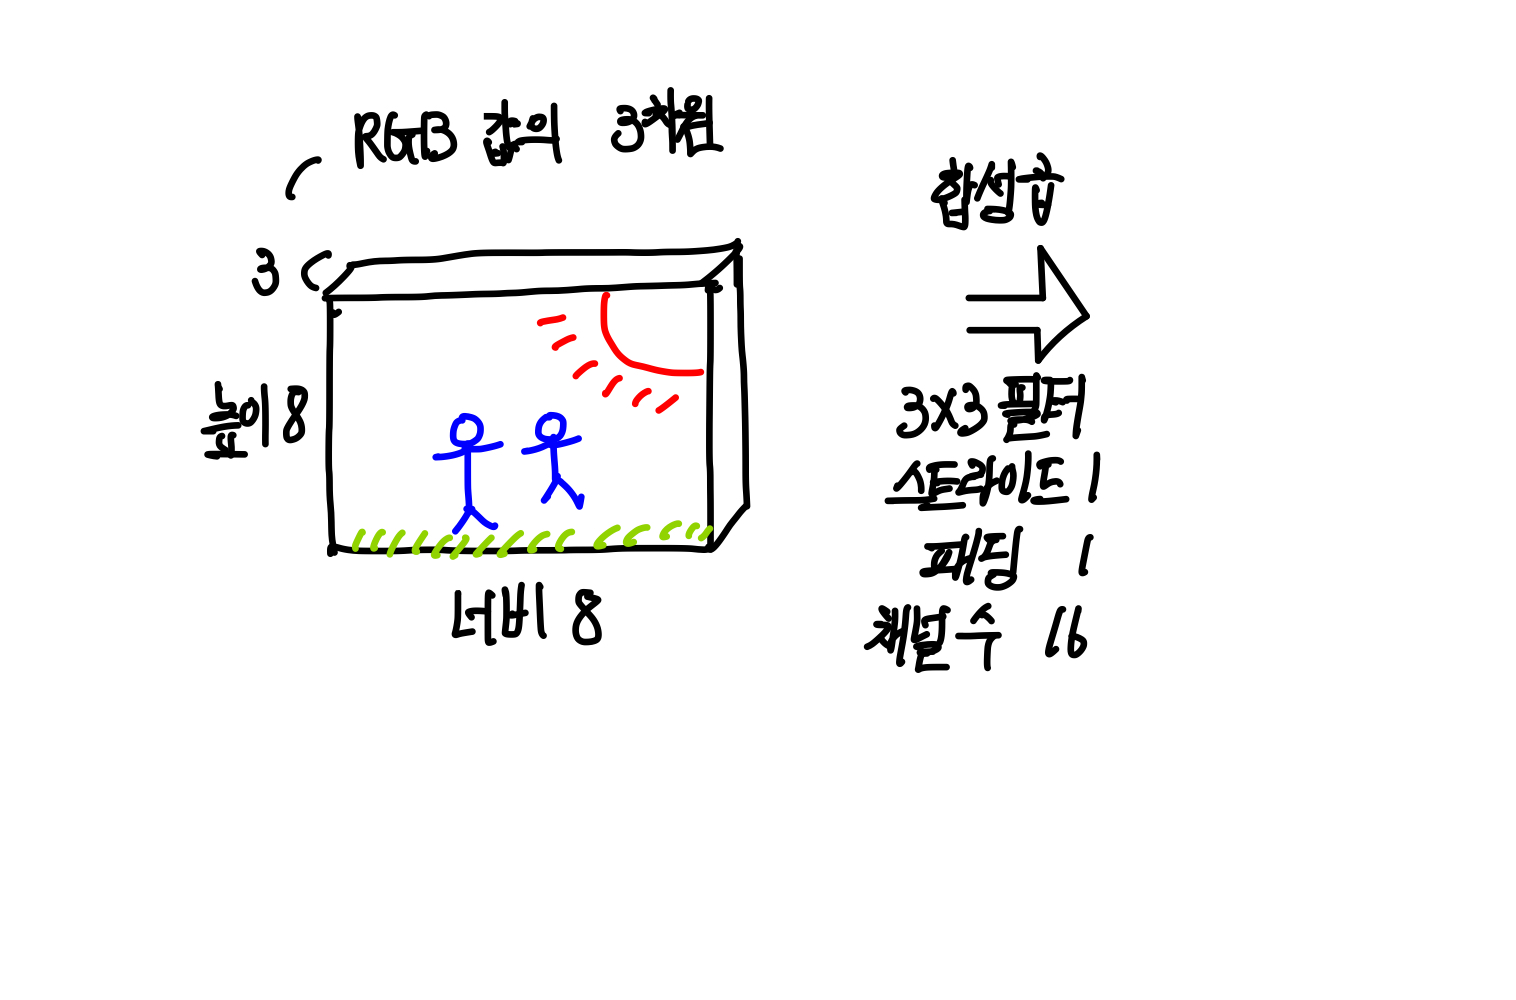 RGB 값의 3차원
3
높이 8
너비 8
합성곱
3X3 필터
스트라이드 1
패딩 1
채널 수 16